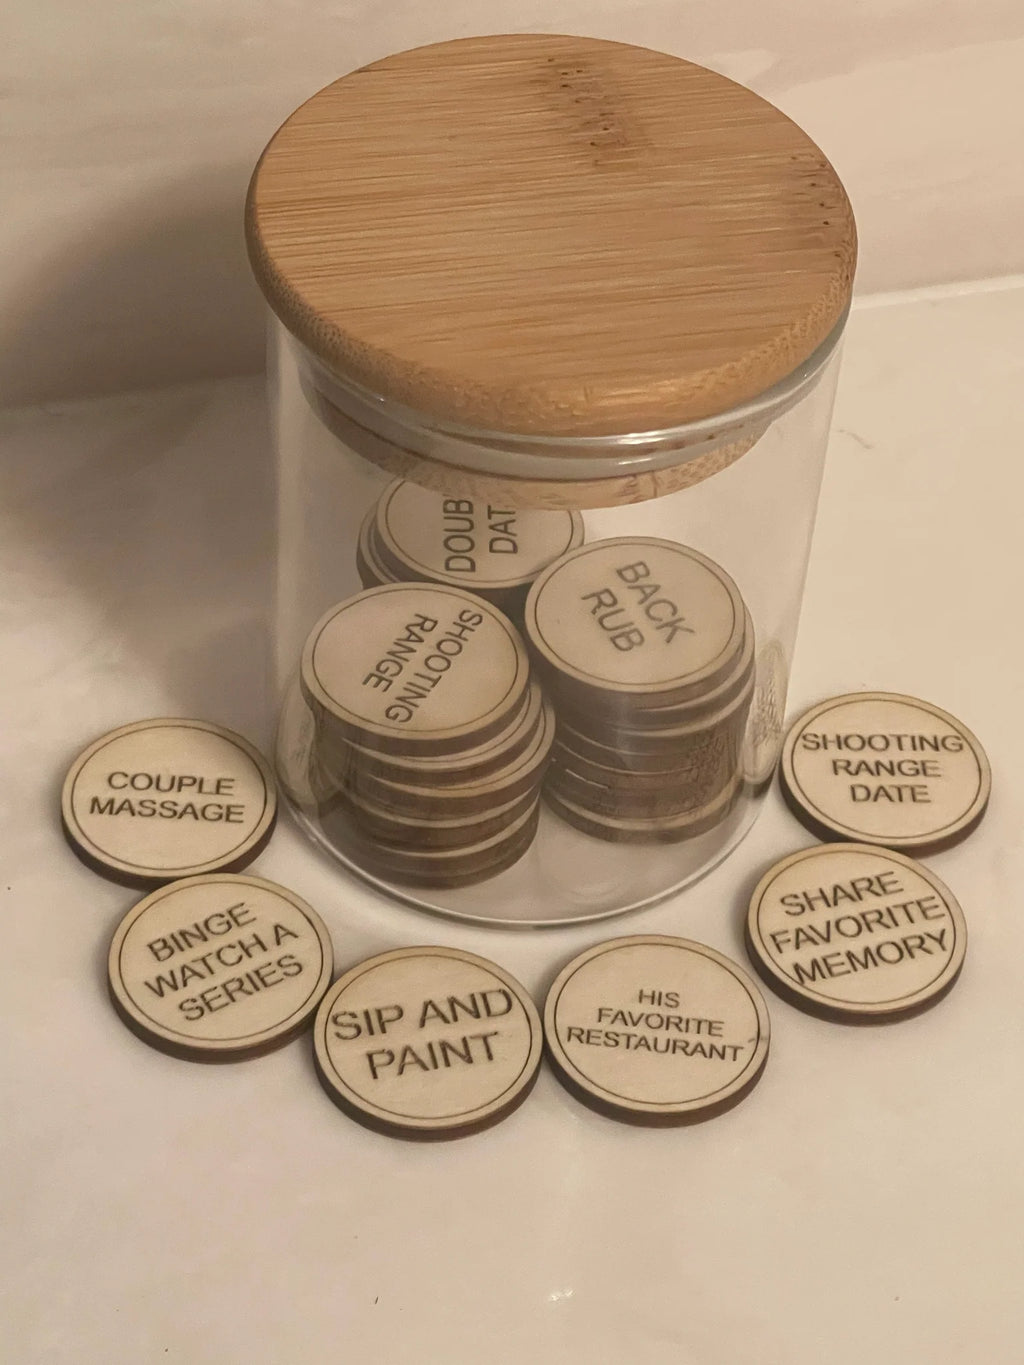 DAT
BACK
RUB
SHOOTING
RANGE
COUPLE
MASSAGE
SHOOTING
RANGE
DATE
BINGE
WATCH A
SERIES
SHARE
FAVORITE
MEMORY
SIP AND
PAINT
HIS
FAVORITE
RESTAURANT